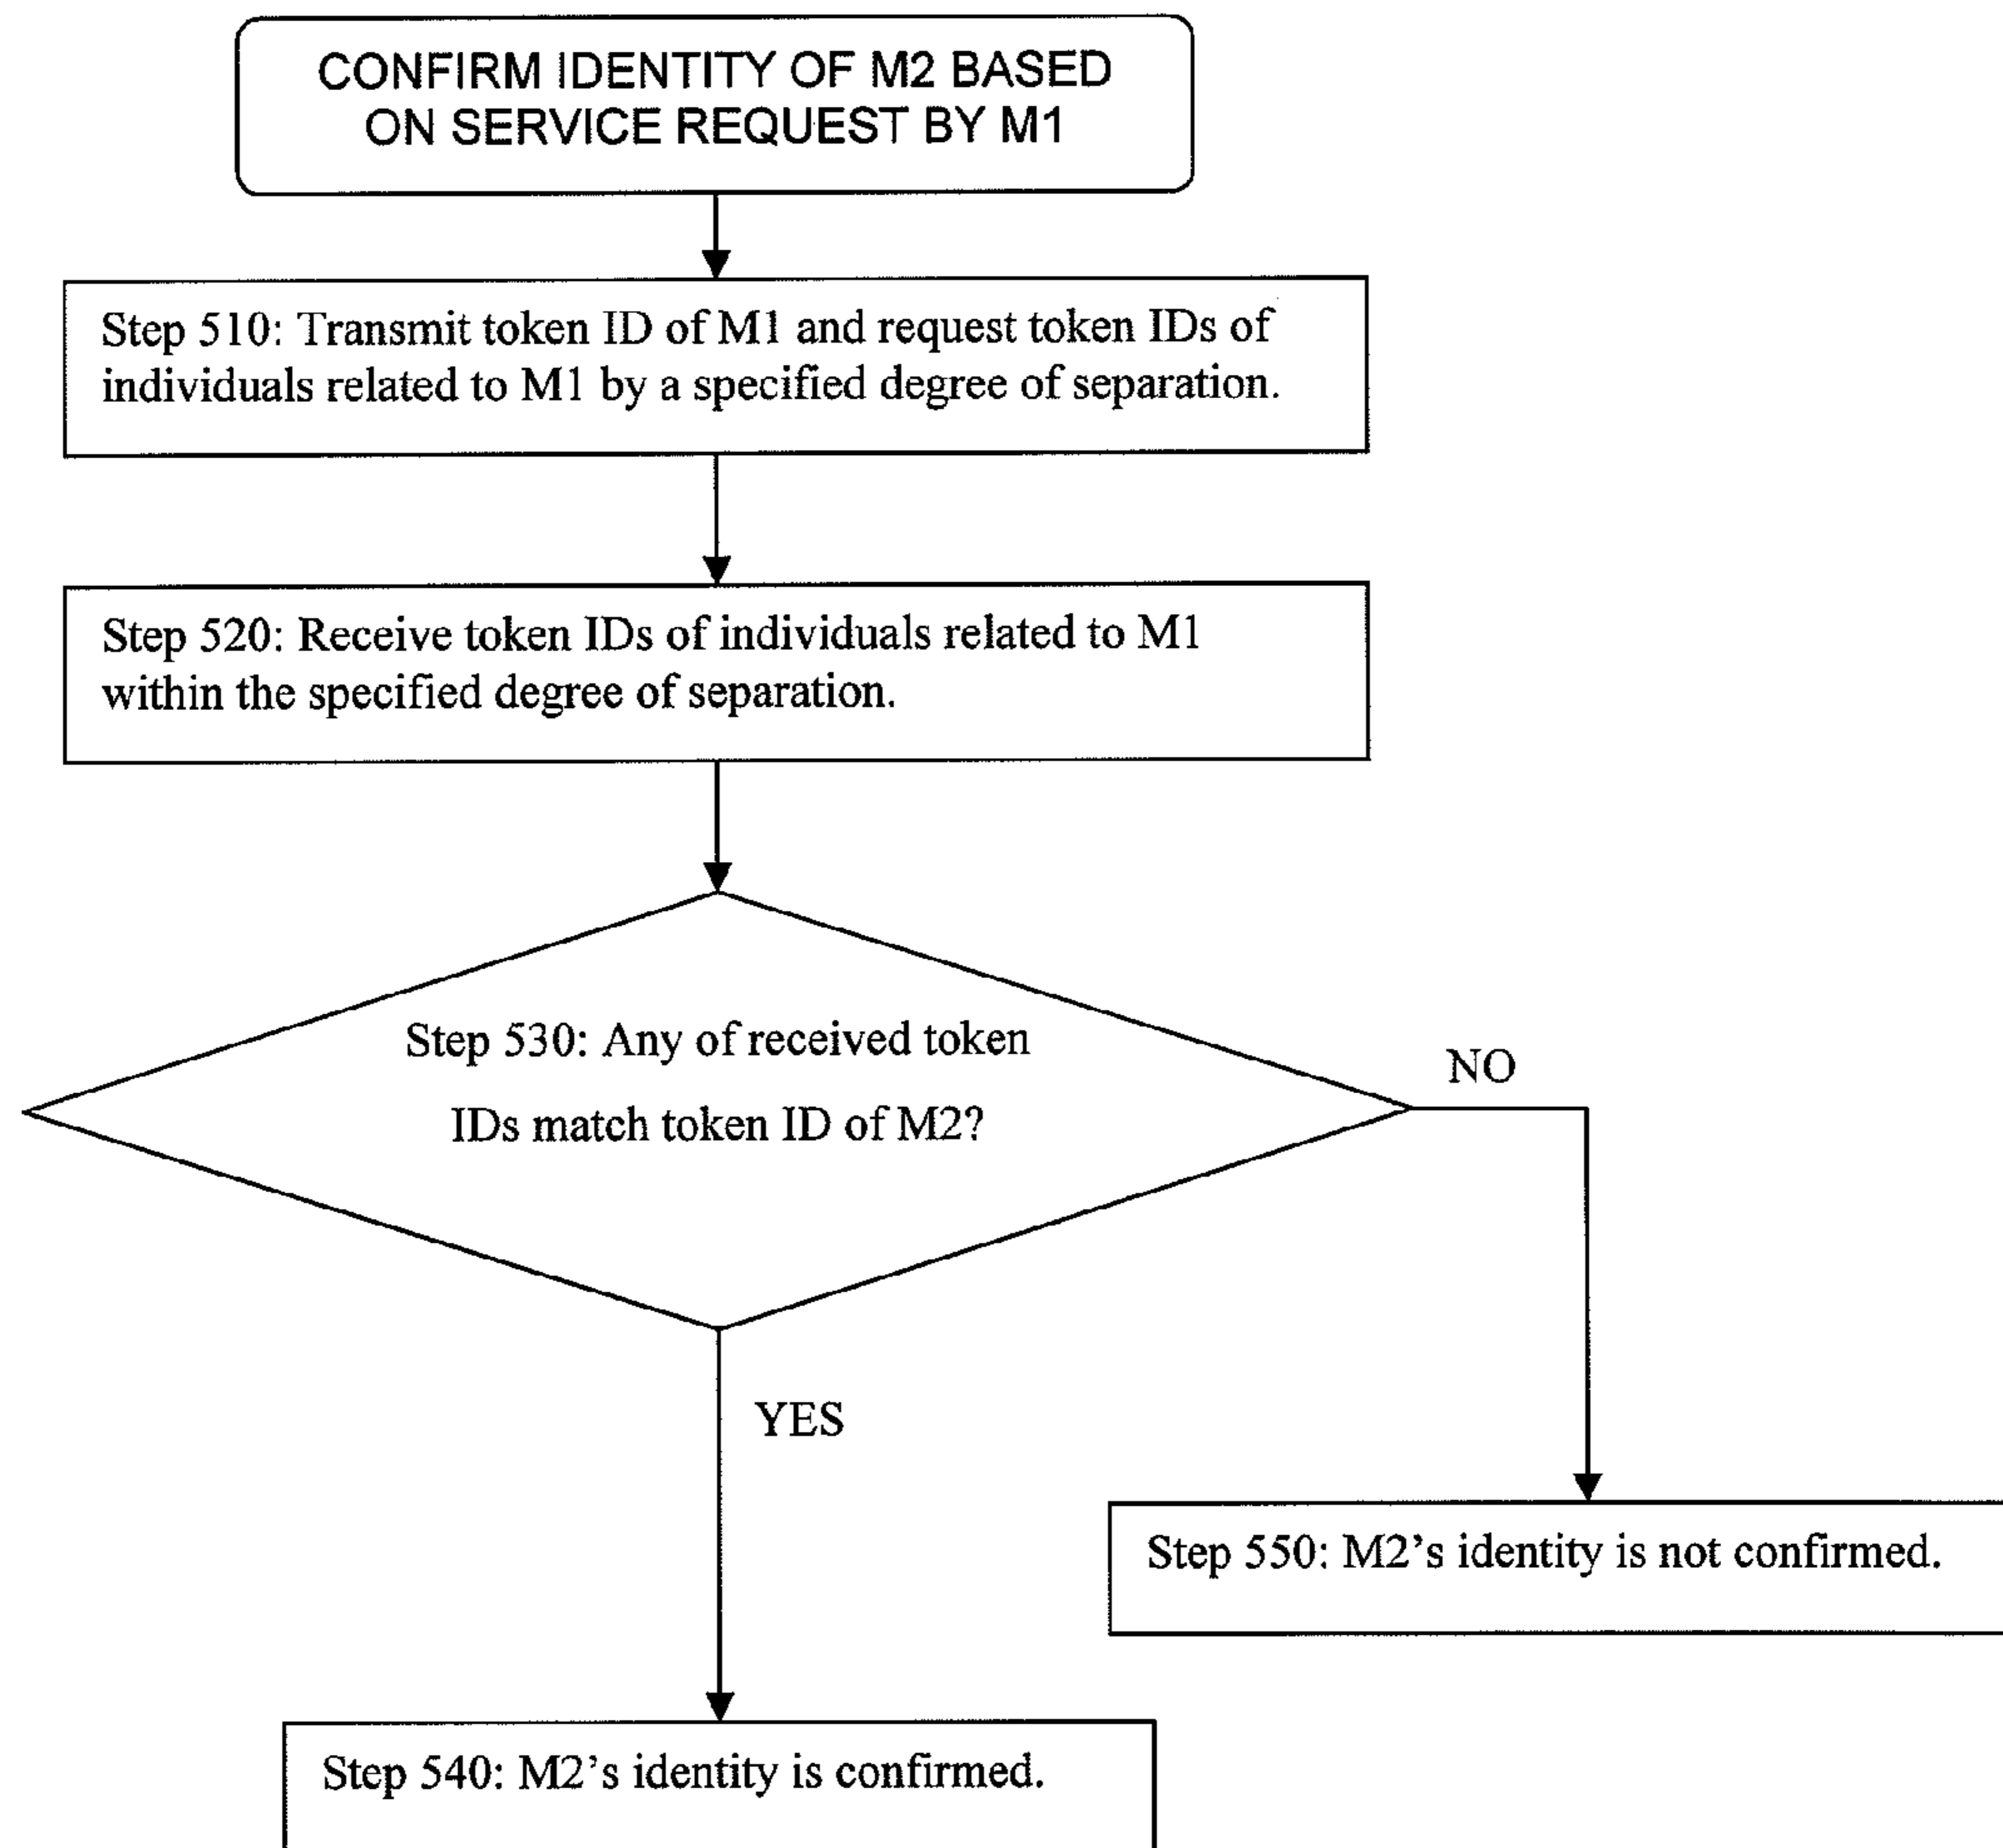 CONFIRM IDENTITY OF M2 BASED
ON SERVICE REQUEST BY M1
Step 510: Transmit token ID of M1 and request token IDs of
individuals related to M1 by a specified degree of separation.
Step 520: Receive token IDs of individuals related to M1
within the specified degree of separation.
Step 530: Any of received token
IDs match token ID of M2?
NO
YES
Step 550: M2’s identity is not confirmed.
Step 540: M2’s identity is confirmed.